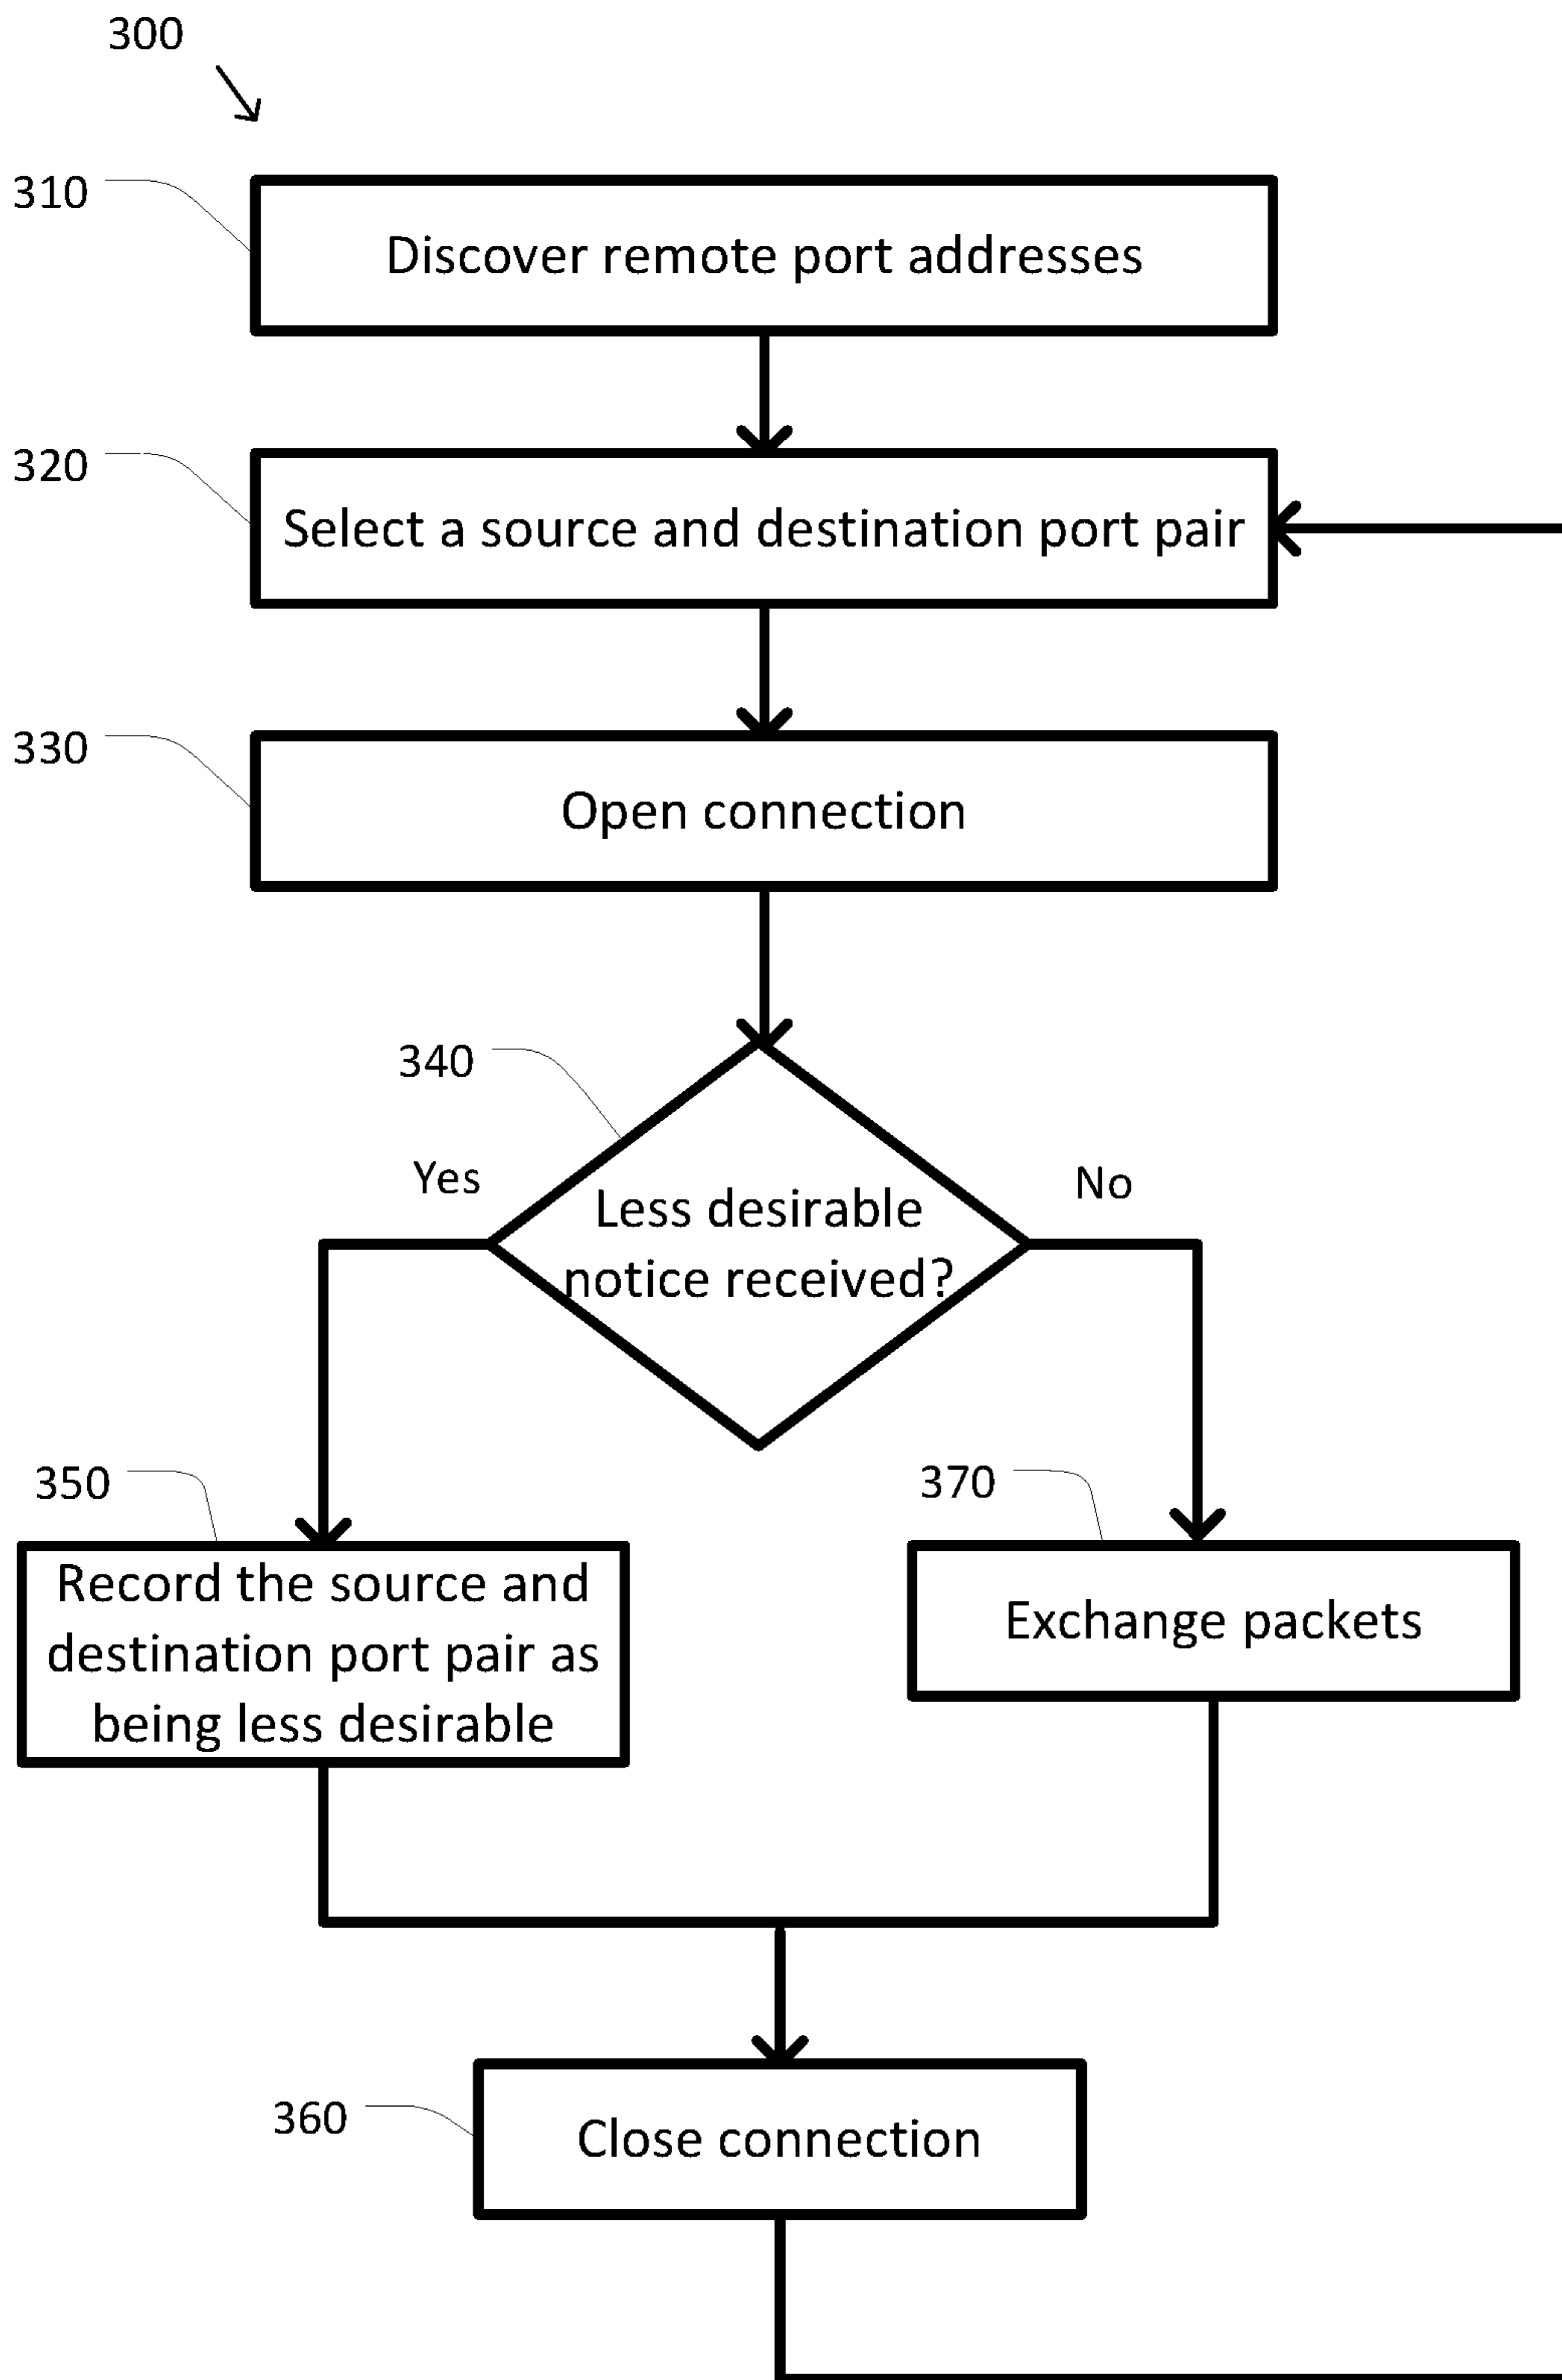 300
310
Discover remote port addresses
320
Select a source and destination port pair
330
Open connection
340
Yes
No
Less desirable
notice received?
350
370
Record the source and
destination port pair as
being less desirable
Exchange packets
360
Close connection